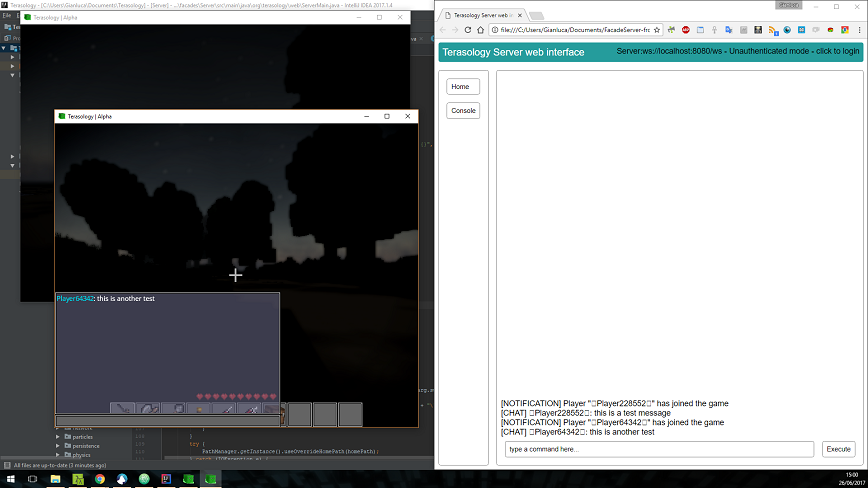 Terasology - [C:\Users\Gianluca\Documents\Terasology] - [Server] - ...\facades\Server\src\main\java\org\terasology\web\ServerMain.java - IntelliJ IDEA 2017.1.4
File
Terasology | Alpha
Terasology | Alpha
Player64342: this is another test
particles
persistence
physics
}
try {
PathManager.getInstance().useOverrideHomePath(homePath);
All files are up-to-date (3 minutes ago)
Terasology Server web in
file:///C:/Users/Gianluca/Documents/FacadeServer-fro
Terasology Server web interface
Server:ws://localhost:8080/ws - Unauthenticated mode - click to login
Home
Console
[NOTIFICATION] Player "▯Player228552▯" has joined the game
[CHAT] ▯Player228552▯: this is a test message
[NOTIFICATION] Player "▯Player64342▯" has joined the game
[CHAT] ▯Player64342▯: this is another test
type a command here...
Execute
15:00
26/06/2017